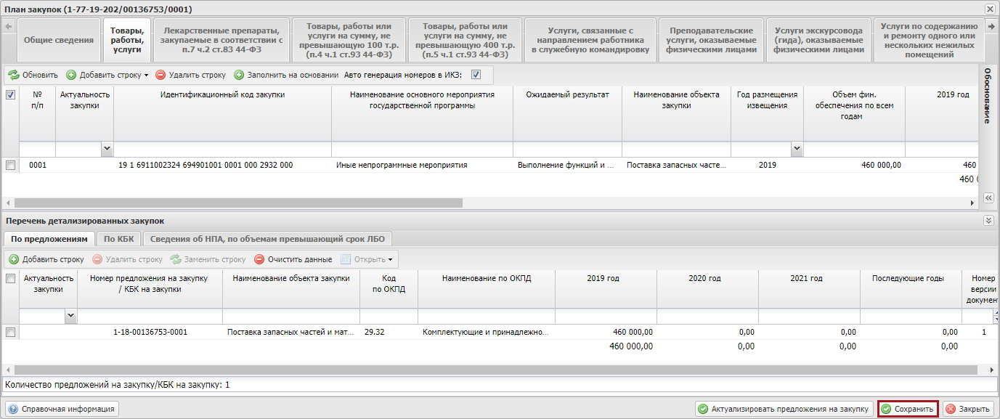 План закупок (1-77-19-202/00136753/0001)
Общие сведения
Товары, работы, услуги
Лекарственные препараты, закупаемые в соответствии с п.7 ч.2 ст.83 44-ФЗ
Товары, работы или услуги на сумму, не превышающую 100 т.р. (п.4 ч.1 ст.93 44-ФЗ)
Товары, работы или услуги на сумму, не превышающую 400 т.р. (п.5 ч.1 ст.93 44-ФЗ)
Услуги, связанные с направлением работника в служебную командировку
Преподавательские услуги, оказываемые физическими лицами
Услуги экскурсовода (гида), оказываемые физическими лицами
Услуги по содержанию и ремонту одного или нескольких нежилых помещений
Обновить Добавить строку Удалить строку Заполнить на основании Авто генерация номеров в ИКЗ:
Обоснование
№ п/п
Актуальность закупки
Идентификационный код закупки
Наименование основного мероприятия государственной программы
Ожидаемый результат
Наименование объекта закупки
Год размещения извещения
Объем фин. обеспечения по всем годам
2019 год
0001 19 1 6911002324 694901001 0001 000 2932 000 Иные непрограммные мероприятия Выполнение функций и ... Поставка запасных часте... 2019 460 000,00 460
460 0
Перечень детализированных закупок
По предложениям По КБК Сведения об НПА, по объемам превышающий срок ЛБО
Добавить строку Удалить строку Заменить строку Очистить данные Открыть
Актуальность закупки
Номер предложения на закупку / КБК на закупки
Наименование объекта закупки
Код по ОКПД
Наименование по ОКПД
2019 год
2020 год
2021 год
Последующие годы
Номер версии документ
1-18-00136753-0001 Поставка запасных частей и мат... 29.32 Комплектующие и принадлежно... 460 000,00 0,00 0,00 0,00 1
460 000,00 0,00 0,00 0,00
Количество предложений на закупку/КБК на закупку: 1
Справочная информация Актуализировать предложения на закупку Сохранить Закрыть